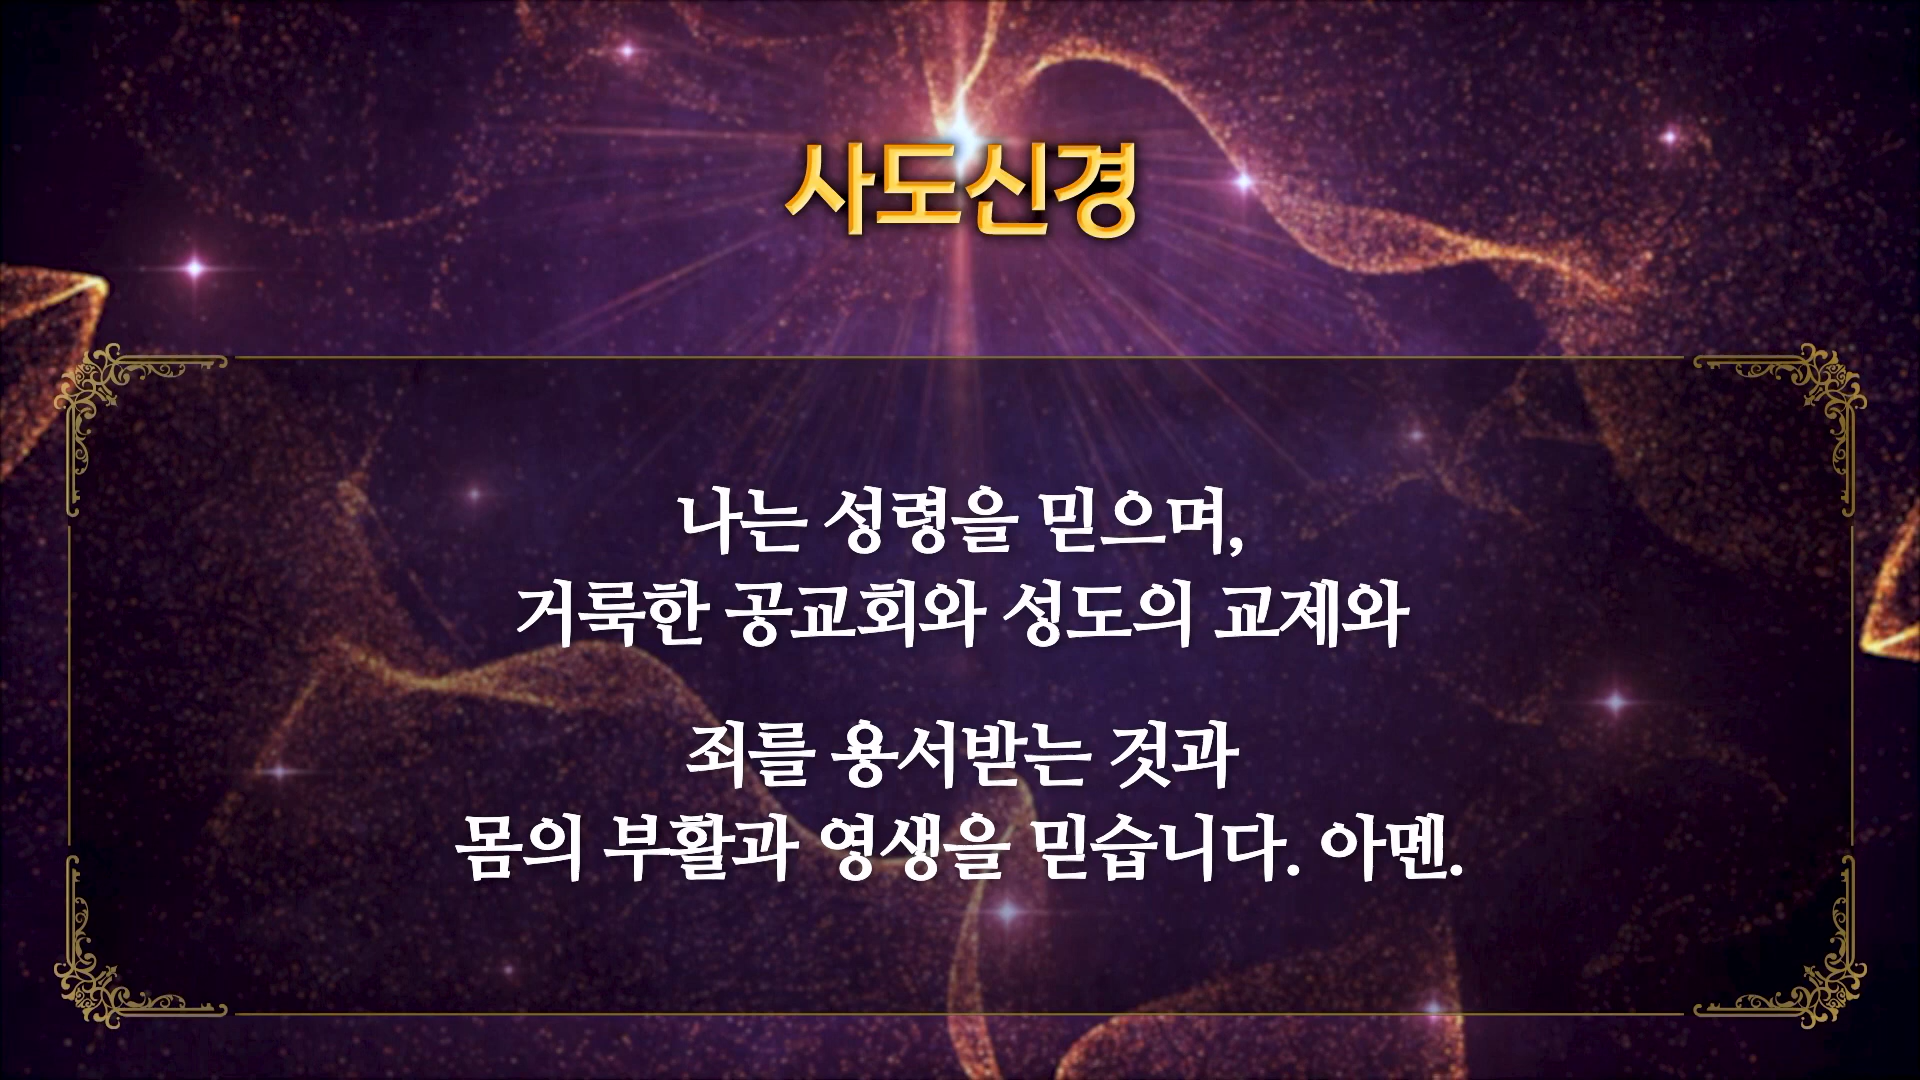 사도신경
나는 성령을 믿으며,
거룩한 공교회와 성도의 교제와
죄를 용서받는 것과
몸의 부활과 영생을 믿습니다. 아멘.